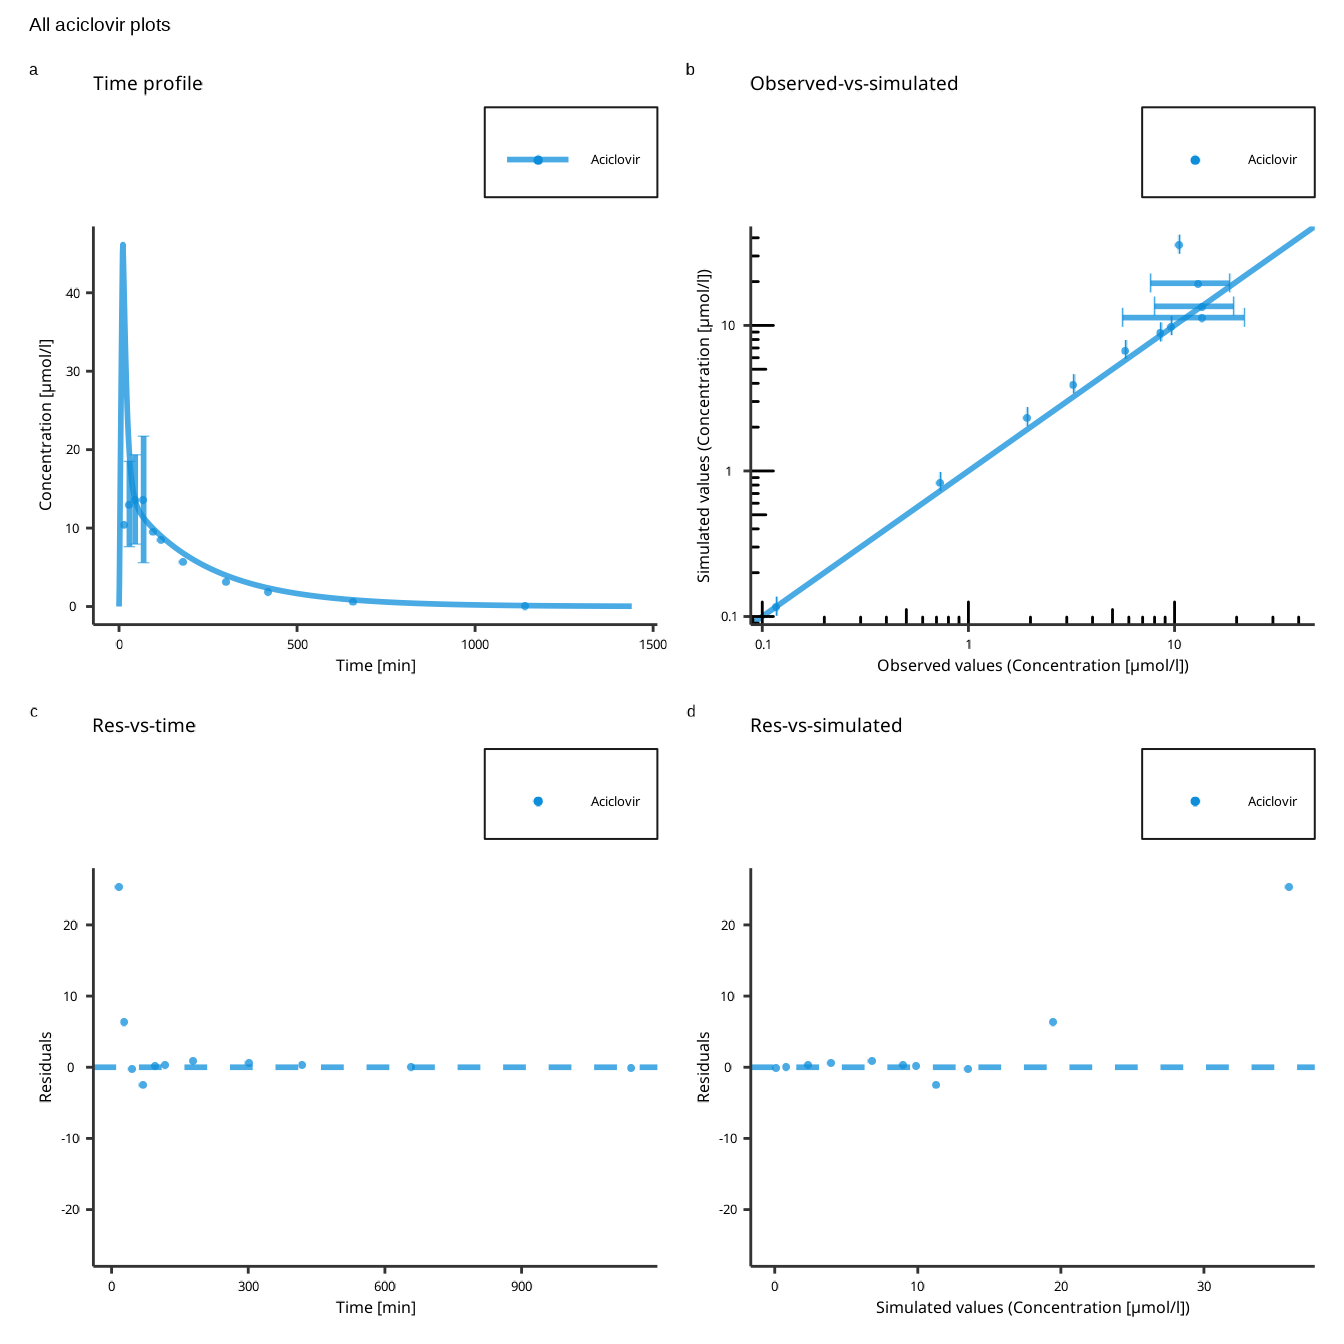 All aciclovir plots
a
Time profile
Aciclovir
40
30
20
10
0
Concentration [µmol/l]
0 500 1000 1500
Time [min]
b
Observed-vs-simulated
Aciclovir
10
1
0.1
Simulated values (Concentration [µmol/l])
0.1 1 10
Observed values (Concentration [µmol/l])
c
Res-vs-time
Aciclovir
20
10
0
-10
-20
Residuals
0 300 600 900
Time [min]
d
Res-vs-simulated
Aciclovir
20
10
0
-10
-20
Residuals
0 10 20 30
Simulated values (Concentration [µmol/l])